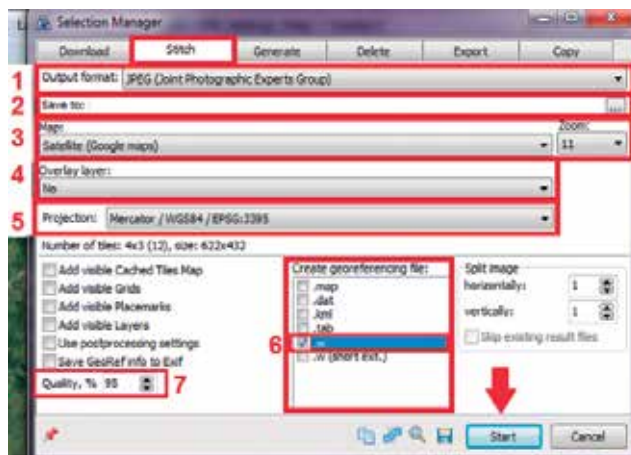 Selection Manager
Download Stitch Generate Delete Export Copy
1 Output format: JPEG (Joint Photographic Experts Group)
2 Save to: ...
3 Map: Zoom:
Satellite (Google maps) 11
4 Overlay layer:
No
5 Projection: Mercator / WGS84 / EPSG:3395
Number of tiles: 4x3 (12), size: 622x432
Add visible Cached Tiles Map
Add visible Grids
Add visible Placemarks
Add visible Layers
Use postprocessing settings
Save GeoRef info to Exif
Quality, % 95 7
Create georeferencing file:
.map
.dat
.kml
.tab
6 .w
.w (short ext.)
Split image
horizontally: 1
vertically: 1
Skip existing result files
Start Cancel